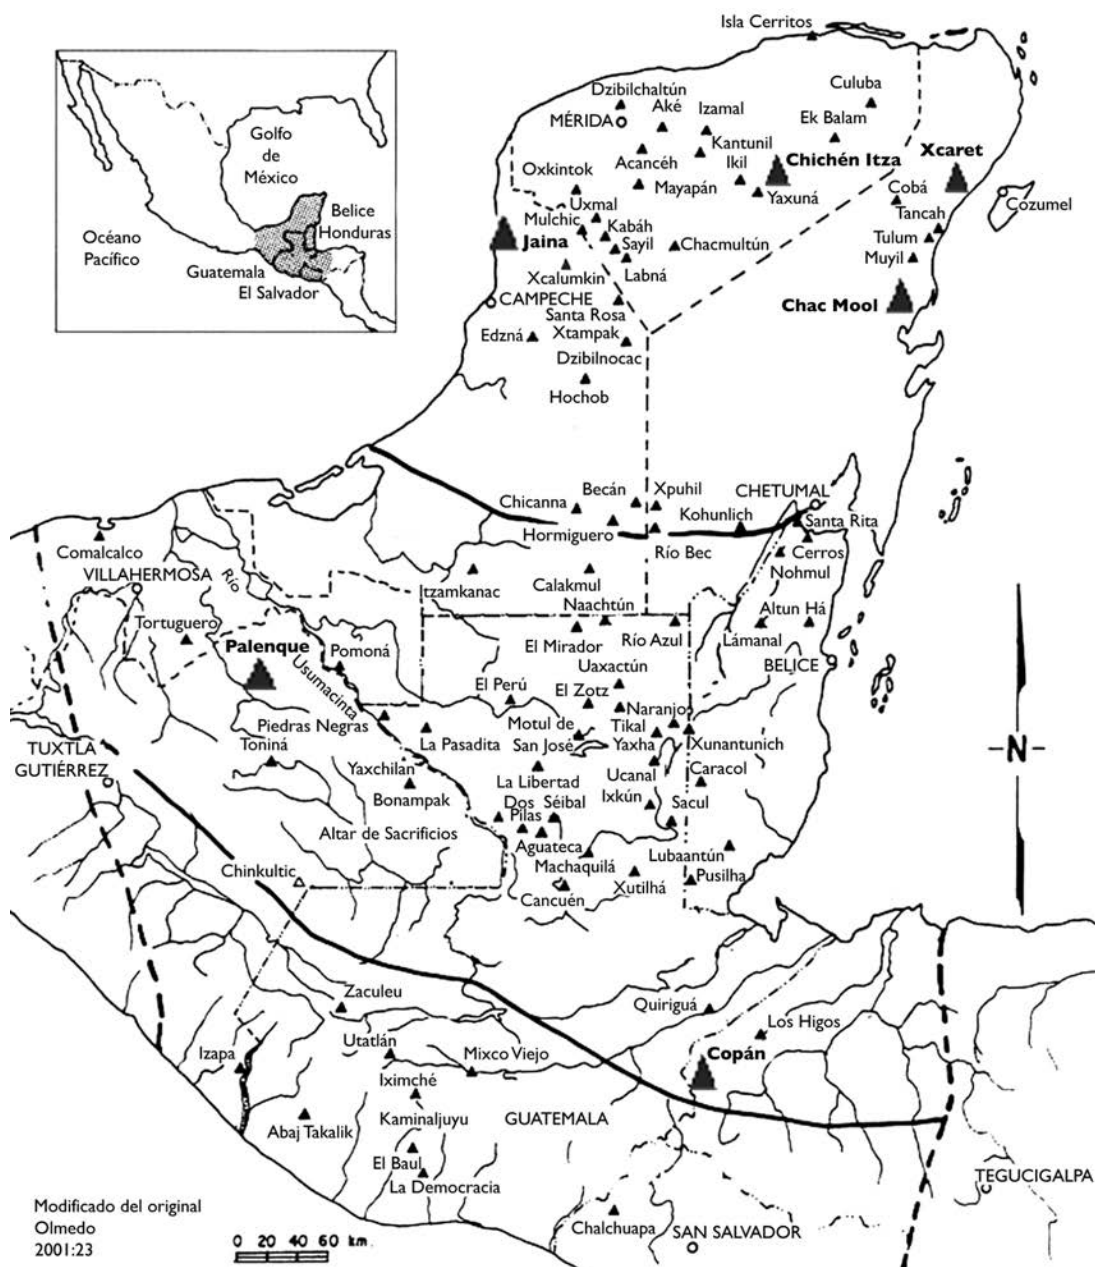 Isla Cerritos
Golfo
de
México
Belice
Honduras
Océano
Pacífico
Guatemala
El Salvador
Culuba
Dzibilchaltún
Aké
Izamal
Ek Balam
MÉRIDA
Kantunil
Chichén Itza
Xcaret
Acancéh
Ikil
Oxkintok
Mayapán
Yaxuná
Cobá
Cozumel
Uxmal
Tancah
Mulchic
Kabáh
Jaina
Sayil
Chacmultún
Tulum
Muyil
Xcalumkin
Labná
CAMPECHE
Santa Rosa
Chac Mool
Edzná
Xtampak
Dzibilnocac
Hochob
Chicanna
Becán
Xpuhil
CHETUMAL
Kohunlich
Santa Rita
Hormiguero
Río Bec
Cerros
Comalcalco
Nohmul
VILLAHERMOSA
Río
Itzamkanac
Calakmul
Naachtún
Altun Há
Tortuguero
El Mirador
Río Azul
Lámanal
Palenque
Pomoná
Uaxactún
BELICE
Usumacinta
El Perú
El Zotz
Naranjo
Piedras Negras
Motul de
San José
Tikal
La Pasadita
Yaxha
Xunantunich
TUXTLA
GUTIÉRREZ
Toniná
Yaxchilan
Ucanal
Caracol
La Libertad
Bonampak
Ixkún
Dos
Pilas
Séibal
Sacul
Altar de Sacrificios
Aguateca
Lubaantún
Machaquilá
Chinkultic
Pusilha
Xutilhá
Cancuén
N
Zaculeu
Quiriguá
Los Higos
Utatlán
Mixco Viejo
Copán
Izapa
Iximché
Kaminaljuyu
GUATEMALA
Abaj Takalik
El Baul
La Democracia
TEGUCIGALPA
Modificado del original
Olmedo
2001:23
Chalchuapa
SAN SALVADOR
0 20 40 60 km.